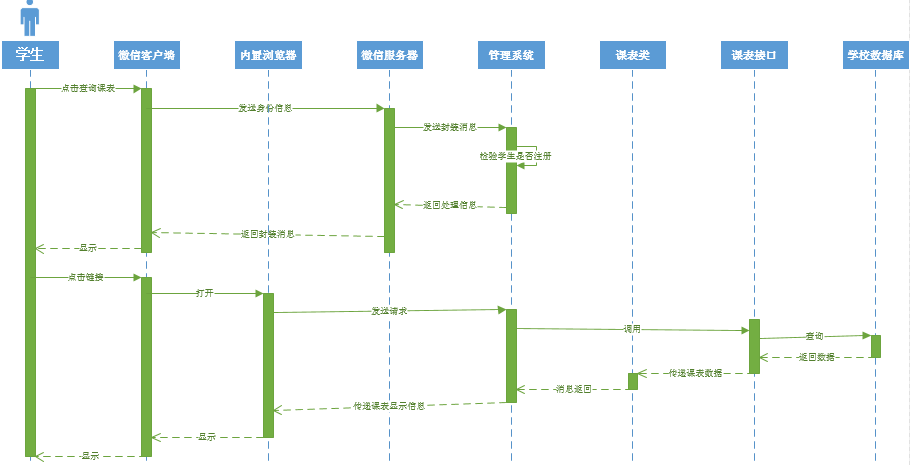 学生
微信客户端
内置浏览器
微信服务器
管理系统
课表类
课表接口
学校数据库
点击查询课表
发送身份信息
发送封装消息
检验学生是否注册
返回处理信息
返回封装消息
显示
点击链接
打开
发送请求
调用
查询
返回数据
传递课表数据
消息返回
传递课表显示信息
显示
显示